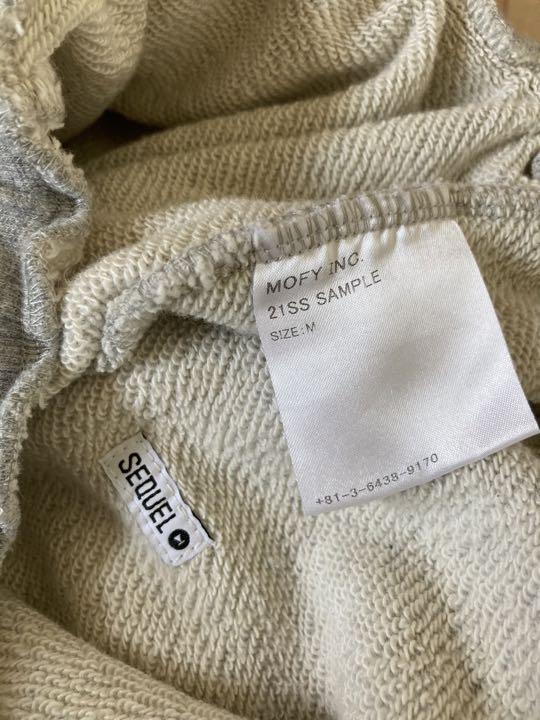 MOFY INC.
21SS SAMPLE
SIZE:M
+81-3-6438-9170
SEQUEL